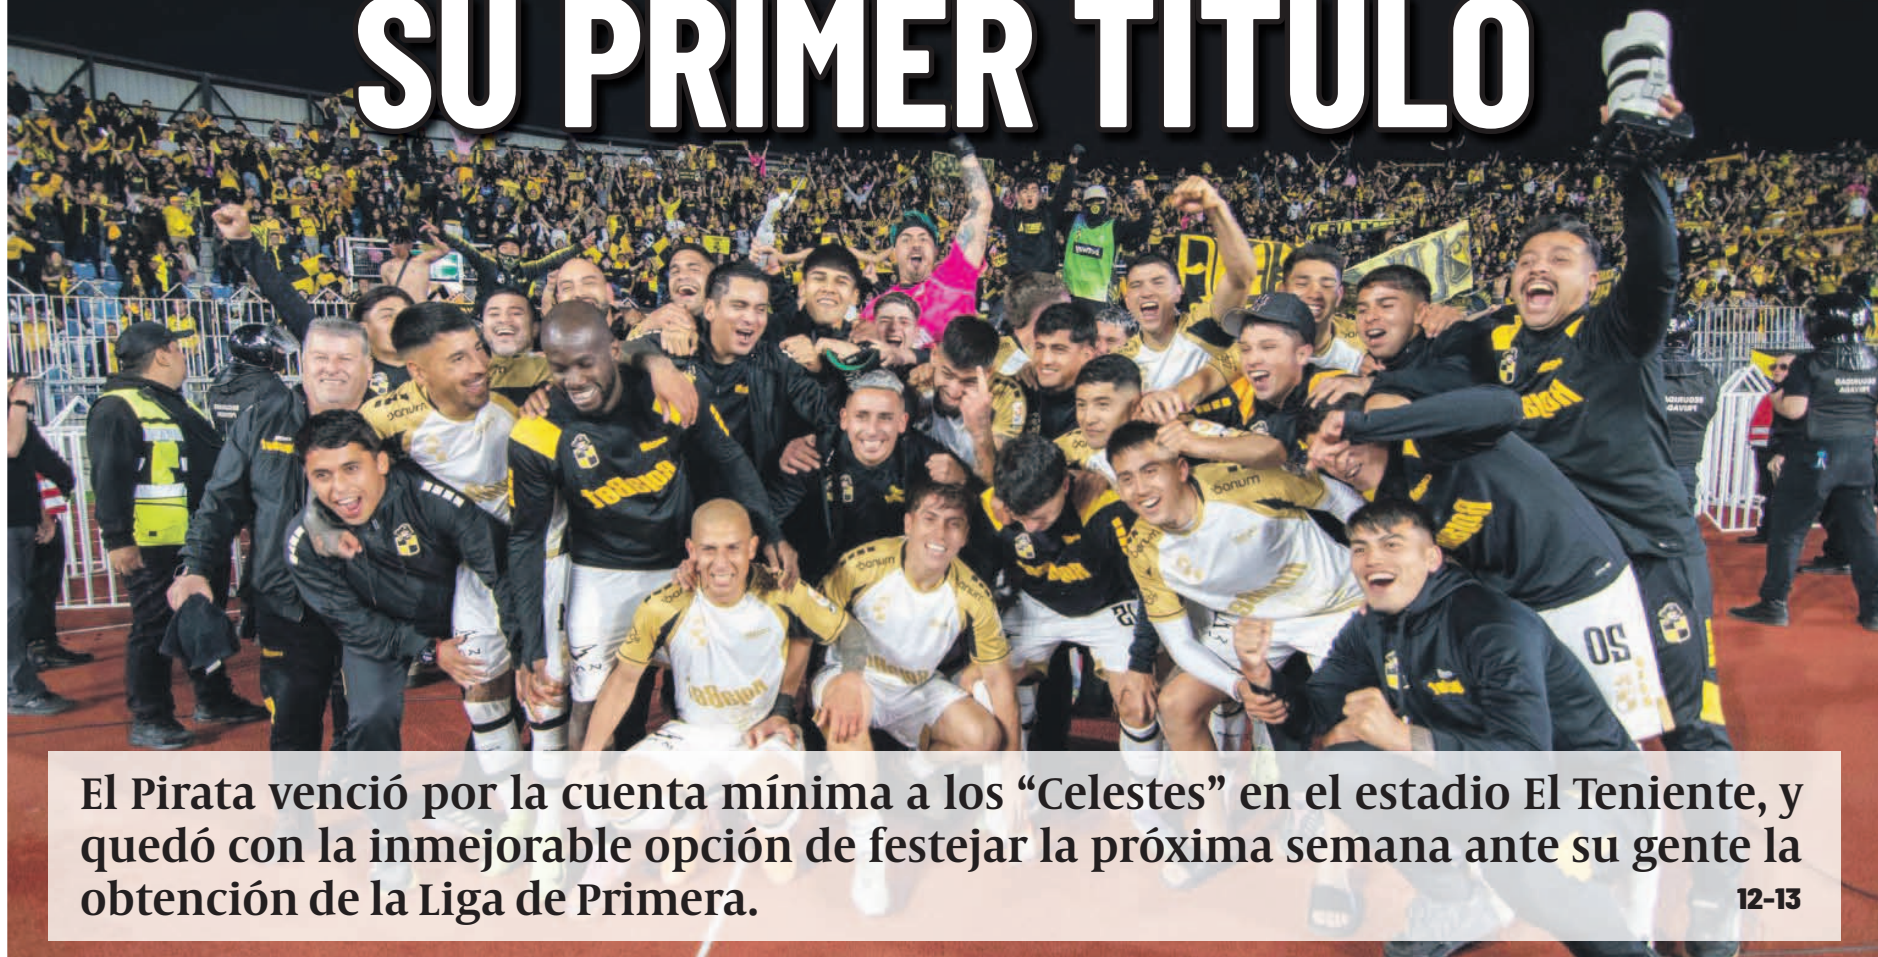 SU PRIMER TÍTULO
El Pirata venció por la cuenta mínima a los “Celestes” en el estadio El Teniente, y
quedó con la inmejorable opción de festejar la próxima semana ante su gente la
obtención de la Liga de Primera.
12-13